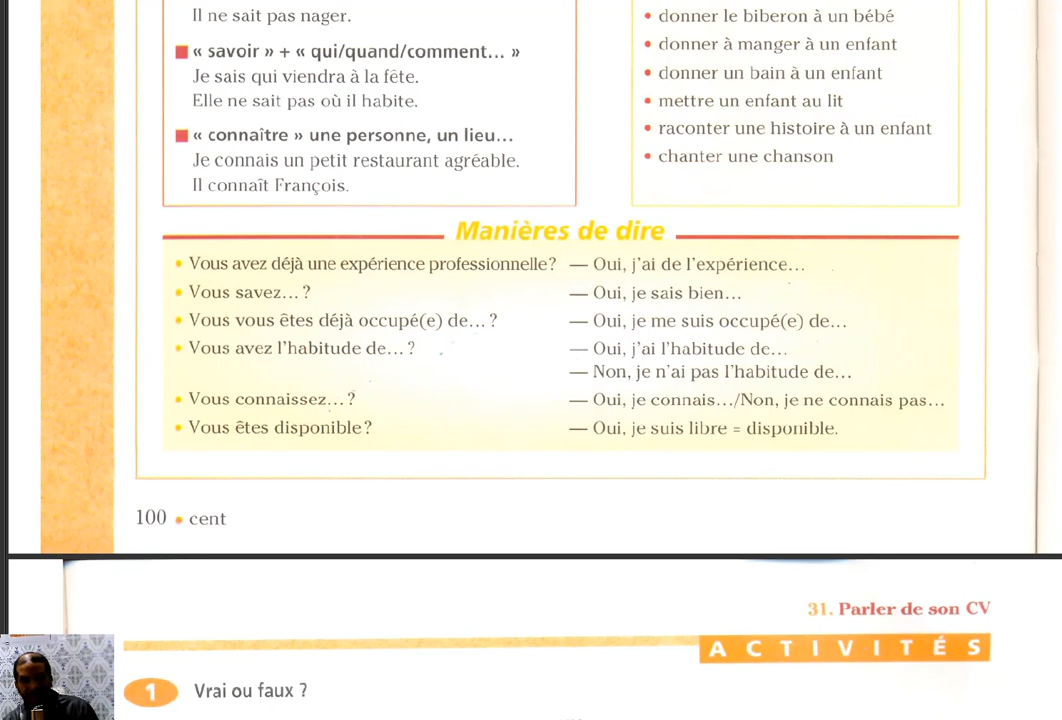 Il ne sait pas nager.
« savoir » + « qui/quand/comment... »
Je sais qui viendra à la fête.
Elle ne sait pas où il habite.
« connaître » une personne, un lieu...
Je connais un petit restaurant agréable.
Il connaît François.
• donner le biberon à un bébé
• donner à manger à un enfant
• donner un bain à un enfant
• mettre un enfant au lit
• raconter une histoire à un enfant
• chanter une chanson
Manières de dire
• Vous avez déjà une expérience professionnelle? — Oui, j'ai de l'expérience...
• Vous savez...? — Oui, je sais bien...
• Vous vous êtes déjà occupé(e) de...? — Oui, je me suis occupé(e) de...
• Vous avez l'habitude de...? — Oui, j'ai l'habitude de...
— Non, je n'ai pas l'habitude de...
• Vous connaissez...? — Oui, je connais.../Non, je ne connais pas...
• Vous êtes disponible? — Oui, je suis libre = disponible.
100 • cent
31. Parler de son CV
ACTIVITÉS
1 Vrai ou faux ?